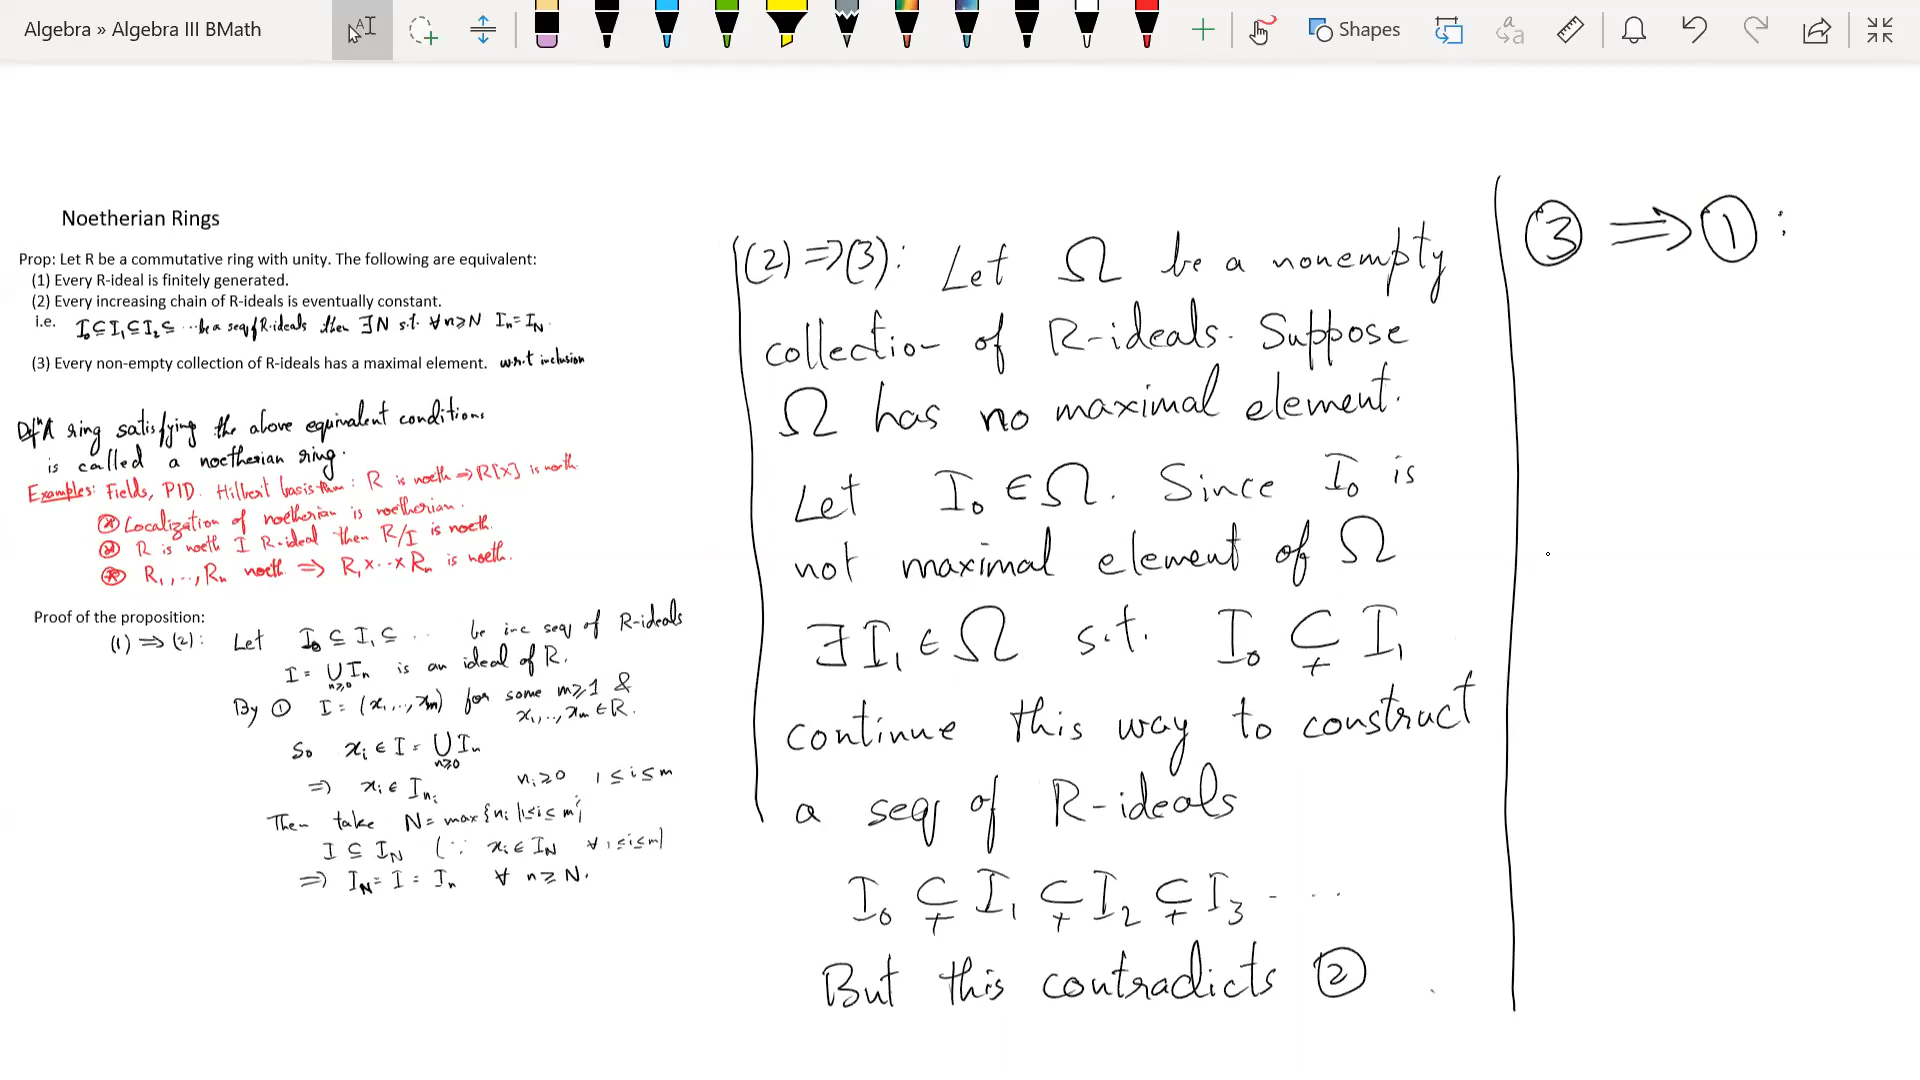 Algebra » Algebra III BMath
Shapes
Noetherian Rings
Prop: Let R be a commutative ring with unity. The following are equivalent:
(1) Every R-ideal is finitely generated.
(2) Every increasing chain of R-ideals is eventually constant.
i.e. I₀ ⊆ I₁ ⊆ I₂ ⊆ ... be a seq of R-ideals then ∃N s.t. ∀n≥N Iₙ = I_N.
(3) Every non-empty collection of R-ideals has a maximal element. w.r.t inclusion
Defⁿ A ring satisfying the above equivalent conditions
is called a noetherian ring.
Examples: Fields, PID. Hilbert basis thm: R is noeth ⇒ R[X] is noeth
⊛ Localization of noetherian is noetherian.
⊛ R is noeth I R-ideal then R/I is noeth.
⊛ R₁,..,Rₙ noeth ⇒ R₁×..×Rₙ is noeth.
Proof of the proposition:
(1) ⇒ (2): Let I₀ ⊆ I₁ ⊆ ... be inc seq of R-ideals
I = ∪ Iₙ is an ideal of R.
n≥0
By ① I = (x₁,..,xₘ) for some m≥1 &
x₁,..,xₘ ∈ R.
So xᵢ ∈ I = ∪ Iₙ
n≥0
⇒ xᵢ ∈ I_{nᵢ} nᵢ≥0 1≤i≤m
Then take N = max{nᵢ | 1≤i≤m}
I ⊆ I_N (∵ xᵢ ∈ I_N ∀ 1≤i≤m)
⇒ I_N = I = Iₙ ∀ n≥N.
(2) ⇒ (3): Let Ω be a nonempty
collection of R-ideals. Suppose
Ω has no maximal element.
Let I₀ ∈ Ω. Since I₀ is
not maximal element of Ω
∃ I₁ ∈ Ω s.t. I₀ ⊊ I₁
continue this way to construct
a seq of R-ideals
I₀ ⊊ I₁ ⊊ I₂ ⊊ I₃ ...
But this contradicts ②
③ ⇒ ① :